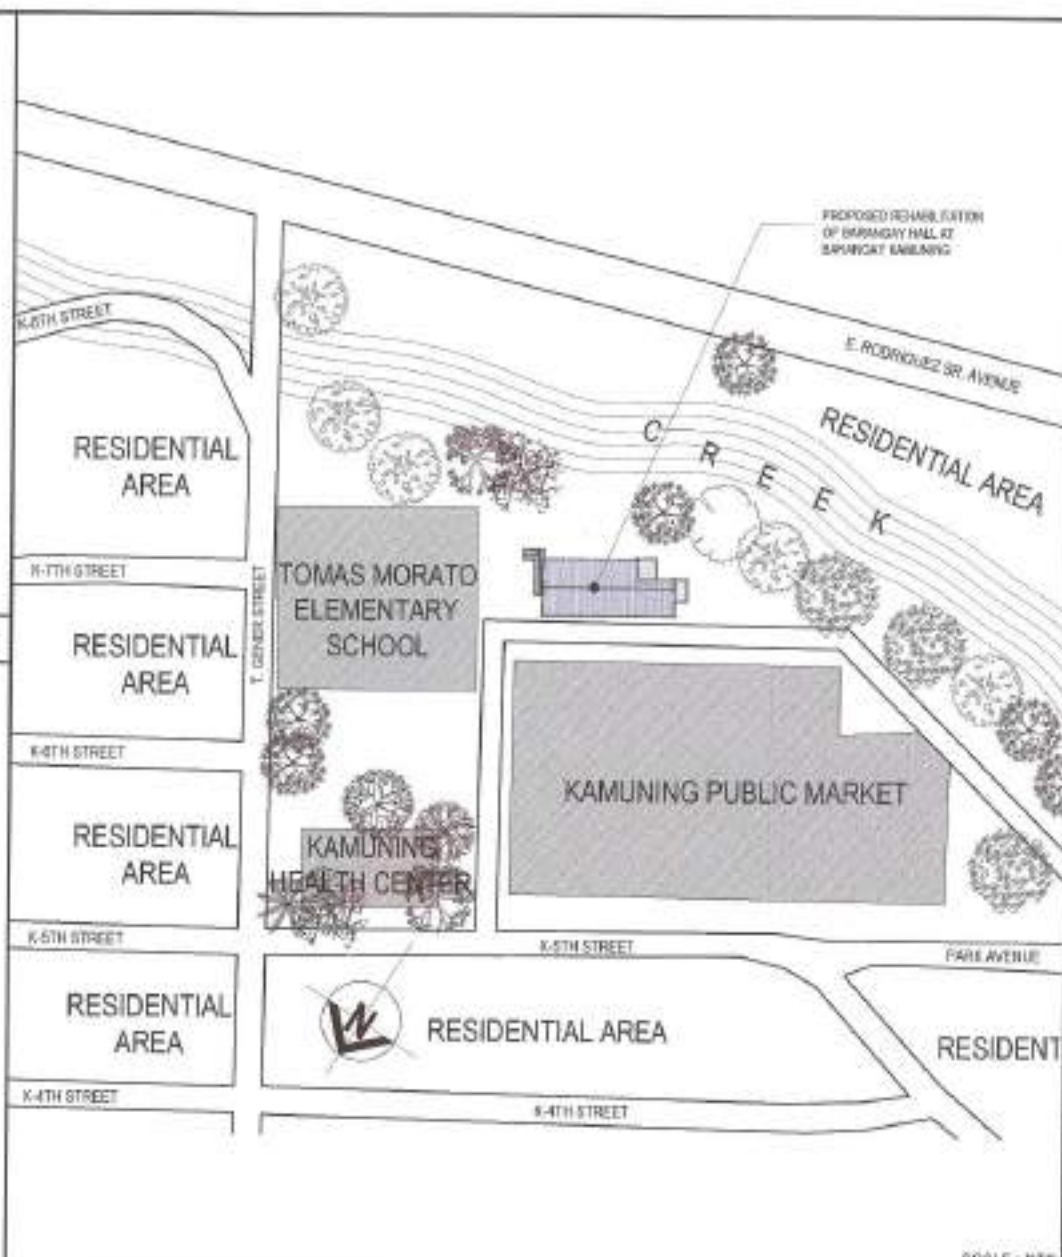 PROPOSED REHABILITATION
OF BARANGAY HALL AT
BARANGAY KAMUNING
E. RODRIGUEZ SR. AVENUE
K-8TH STREET
RESIDENTIAL AREA
CREEK
RESIDENTIAL
AREA
K-7TH STREET
T. GENER STREET
TOMAS MORATO
ELEMENTARY
SCHOOL
RESIDENTIAL
AREA
K-6TH STREET
KAMUNING PUBLIC MARKET
RESIDENTIAL
AREA
KAMUNING
HEALTH CENTER
K-5TH STREET
K-5TH STREET
PARK AVENUE
RESIDENTIAL
AREA
N
RESIDENTIAL AREA
RESIDENT
K-4TH STREET
K-4TH STREET